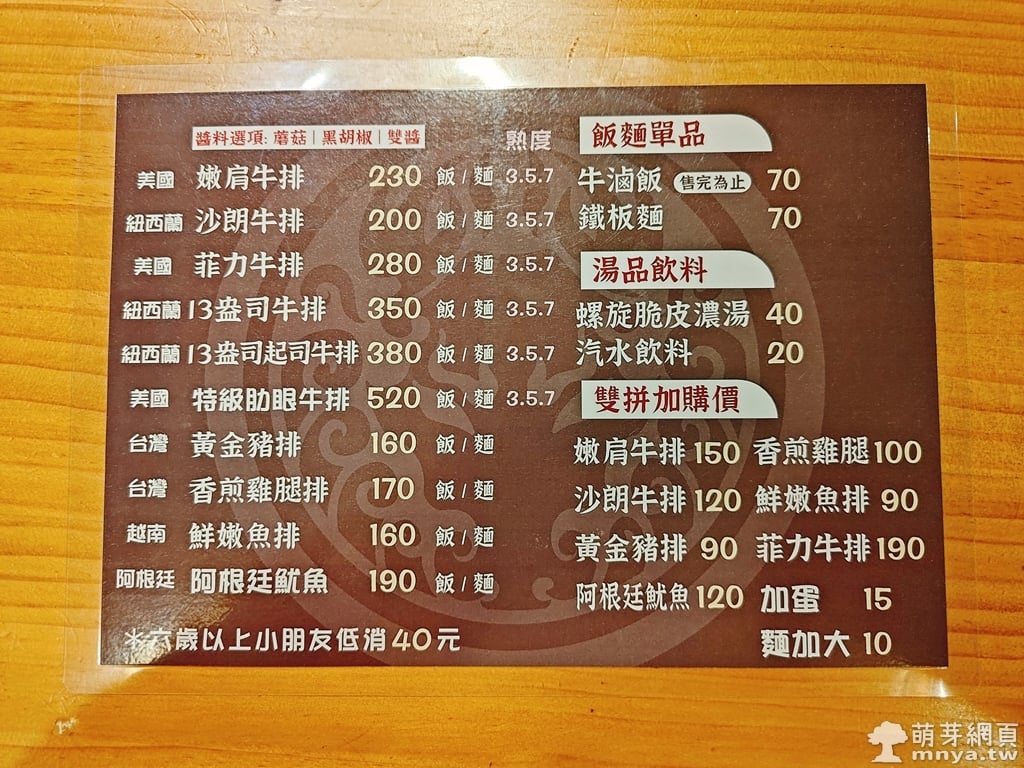 醬料選項: 蘑菇 | 黑胡椒 | 雙醬 熟度
美國 嫩肩牛排 230 飯 / 麵 3.5.7
紐西蘭 沙朗牛排 200 飯 / 麵 3.5.7
美國 菲力牛排 280 飯 / 麵 3.5.7
紐西蘭 13盎司牛排 350 飯 / 麵 3.5.7
紐西蘭 13盎司起司牛排 380 飯 / 麵 3.5.7
美國 特級肋眼牛排 520 飯 / 麵 3.5.7
台灣 黃金豬排 160 飯 / 麵
台灣 香煎雞腿排 170 飯 / 麵
越南 鮮嫩魚排 160 飯 / 麵
阿根廷 阿根廷魷魚 190 飯 / 麵
＊六歲以上小朋友低消40元
飯麵單品
牛滷飯 售完為止 70
鐵板麵 70
湯品飲料
螺旋脆皮濃湯 40
汽水飲料 20
雙拼加購價
嫩肩牛排 150 香煎雞腿 100
沙朗牛排 120 鮮嫩魚排 90
黃金豬排 90 菲力牛排 190
阿根廷魷魚 120 加蛋 15
麵加大 10
萌芽網頁
mnya.tw